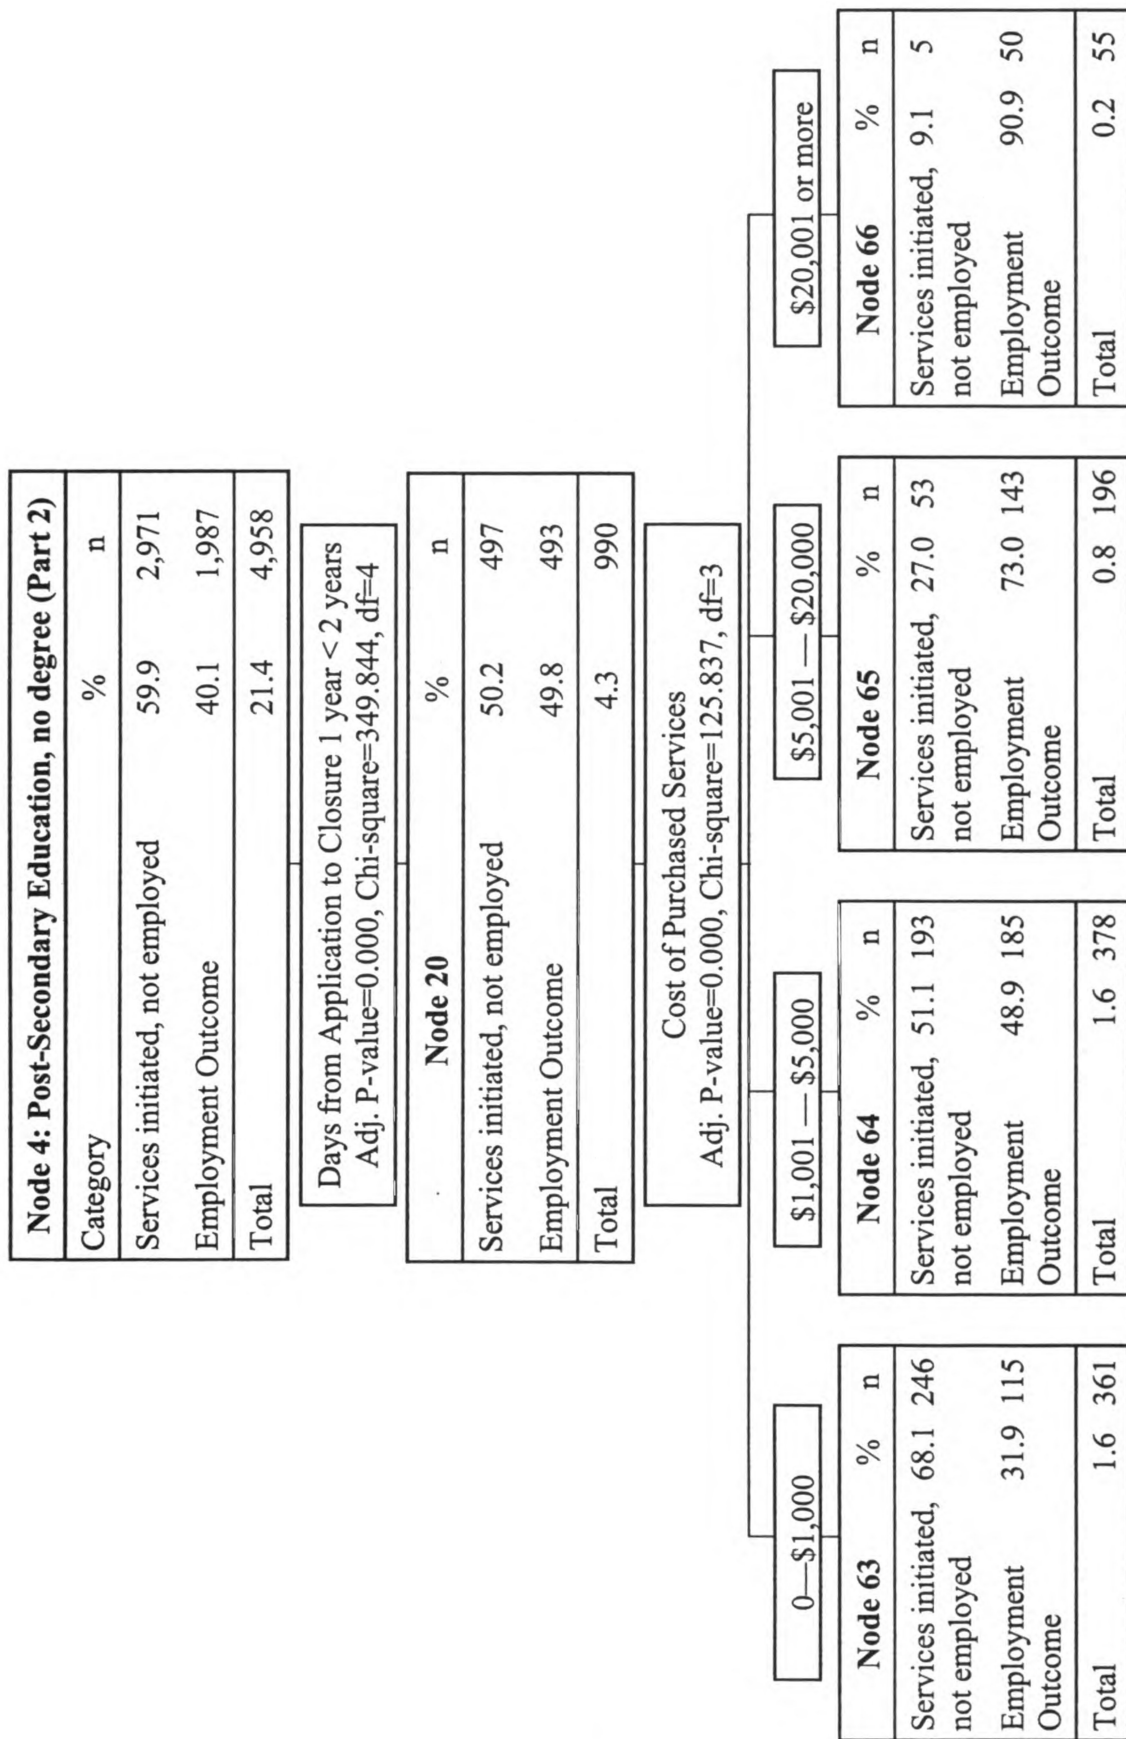 Node 4: Post-Secondary Education, no degree (Part 2)
Category % n
Services initiated, not employed 59.9 2,971
Employment Outcome 40.1 1,987
Total 21.4 4,958
Days from Application to Closure 1 year < 2 years
Adj. P-value=0.000, Chi-square=349.844, df=4
Node 20 % n
Services initiated, not employed 50.2 497
Employment Outcome 49.8 493
Total 4.3 990
Cost of Purchased Services
Adj. P-value=0.000, Chi-square=125.837, df=3
0—$1,000
Node 63 % n
Services initiated, 68.1 246
not employed
Employment 31.9 115
Outcome
Total 1.6 361
$1,001 — $5,000
Node 64 % n
Services initiated, 51.1 193
not employed
Employment 48.9 185
Outcome
Total 1.6 378
$5,001 — $20,000
Node 65 % n
Services initiated, 27.0 53
not employed
Employment 73.0 143
Outcome
Total 0.8 196
$20,001 or more
Node 66 % n
Services initiated, 9.1 5
not employed
Employment 90.9 50
Outcome
Total 0.2 55